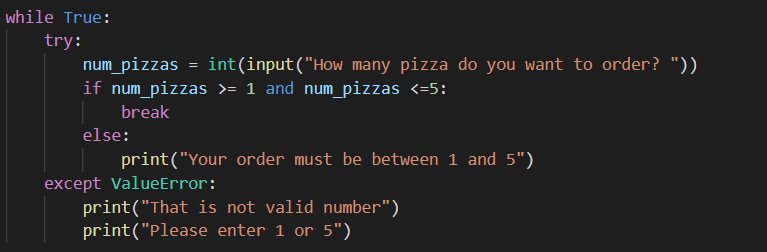 while True:
    try:
        num_pizzas = int(input("How many pizza do you want to order? "))
        if num_pizzas >= 1 and num_pizzas <=5:
            break
        else:
            print("Your order must be between 1 and 5")
    except ValueError:
        print("That is not valid number")
        print("Please enter 1 or 5")